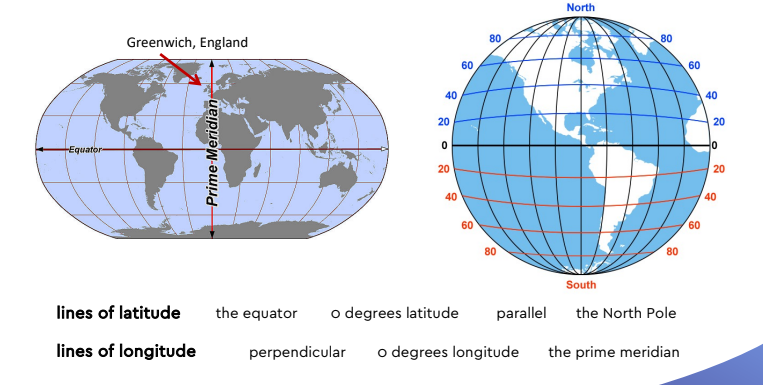 North
Greenwich, England
80 80
60 60
40 40
20 20
Equator
Prime Meridian
0 0
20 20
40 40
60 60
80 80
South
lines of latitude the equator 0 degrees latitude parallel the North Pole
lines of longitude perpendicular 0 degrees longitude the prime meridian